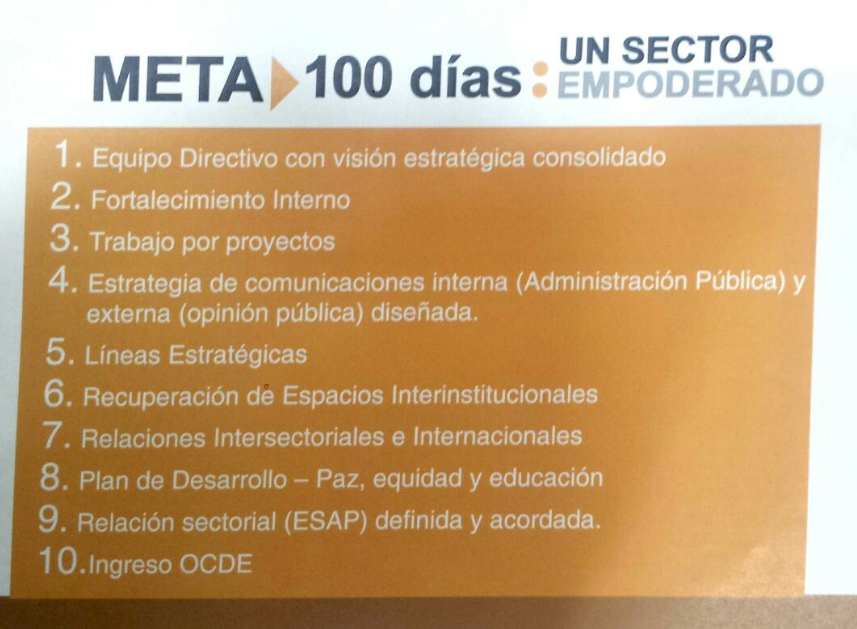 META 100 días : UN SECTOR
EMPODERADO
1. Equipo Directivo con visión estratégica consolidado
2. Fortalecimiento Interno
3. Trabajo por proyectos
4. Estrategia de comunicaciones interna (Administración Pública) y
externa (opinión pública) diseñada.
5. Líneas Estratégicas
6. Recuperación de Espacios Interinstitucionales
7. Relaciones Intersectoriales e Internacionales
8. Plan de Desarrollo – Paz, equidad y educación
9. Relación sectorial (ESAP) definida y acordada.
10.Ingreso OCDE